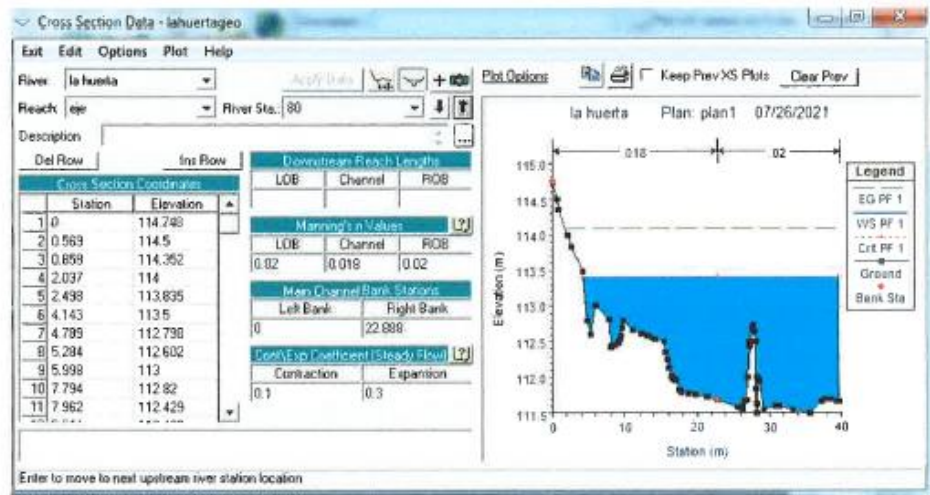 Cross Section Data - lahuertageo
Exit Edit Options Plot Help
River: la huerta
Apply Data
Plot Options
Keep Prev XS Plots
Clear Prev
Reach: eje
River Sta.: 80
Description
Del Row
Ins Row
Cross Section Coordinates
Station Elevation
1 0 114.748
2 0.569 114.5
3 0.859 114.352
4 2.037 114
5 2.498 113.835
6 4.143 113.5
7 4.789 112.798
8 5.284 112.602
9 5.998 113
10 7.794 112.82
11 7.962 112.429
Downstream Reach Lengths
LOB Channel ROB
Manning's n Values
LOB Channel ROB
0.02 0.018 0.02
Main Channel Bank Stations
Left Bank Right Bank
0 22.888
Cont\Exp Coefficient (Steady Flow)
Contraction Expansion
0.1 0.3
la huerta Plan: plan1 07/26/2021
.018 .02
Elevation (m)
115.0
114.5
114.0
113.5
113.0
112.5
112.0
111.5
0 10 20 30 40
Station (m)
Legend
EG PF 1
WS PF 1
Crit PF 1
Ground
Bank Sta
Enter to move to next upstream river station location